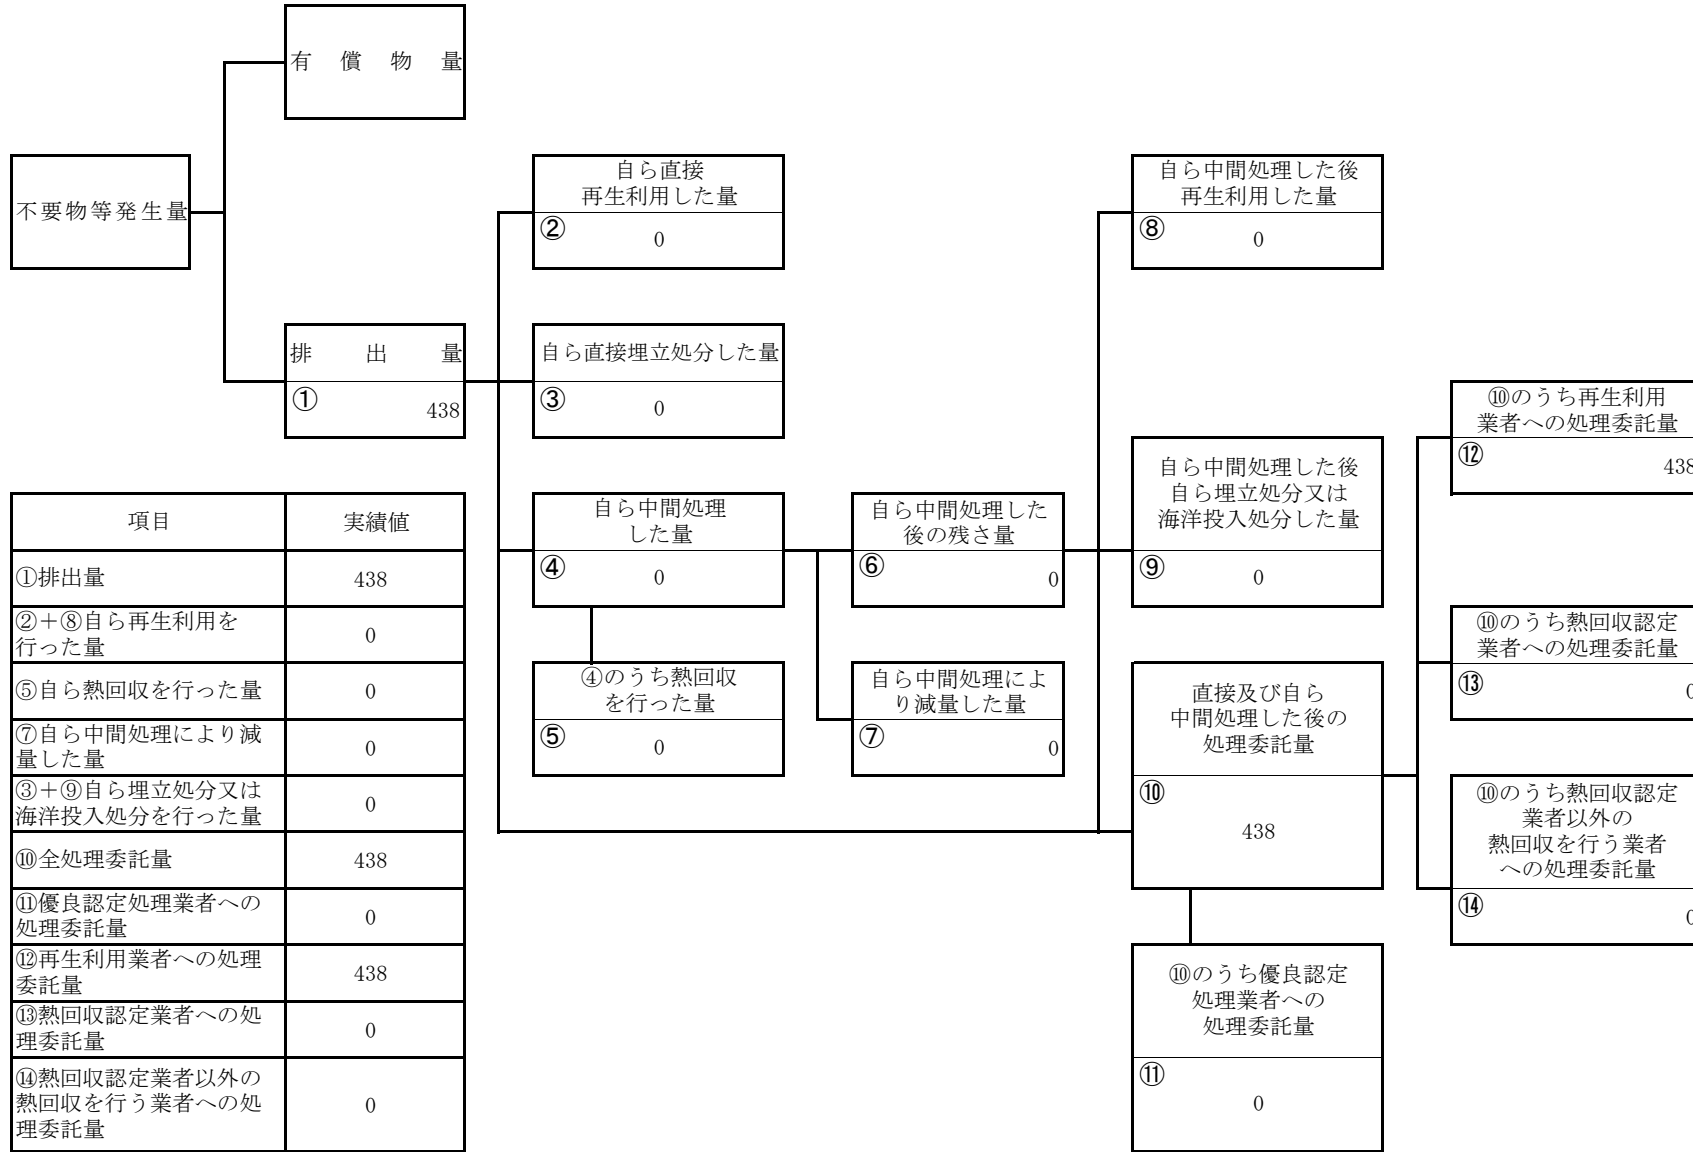 有償物量
不要物等発生量
自ら直接
再生利用した量
②
0
自ら中間処理した後
再生利用した量
⑧
0
排出量
①
438
自ら直接埋立処分した量
③
0
⑩のうち再生利用
業者への処理委託量
⑫
438
自ら中間処理
した量
④
0
自ら中間処理した
後の残さ量
⑥
0
自ら中間処理した後
自ら埋立処分又は
海洋投入処分した量
⑨
0
⑩のうち熱回収認定
業者への処理委託量
⑬
0
④のうち熱回収
を行った量
⑤
0
自ら中間処理によ
り減量した量
⑦
0
直接及び自ら
中間処理した後の
処理委託量
⑩
438
⑩のうち熱回収認定
業者以外の
熱回収を行う業者
への処理委託量
⑭
0
⑩のうち優良認定
処理業者への
処理委託量
⑪
0
項目 実績値
①排出量 438
②+⑧自ら再生利用を
行った量 0
⑤自ら熱回収を行った量 0
⑦自ら中間処理により減
量した量 0
③+⑨自ら埋立処分又は
海洋投入処分を行った量 0
⑩全処理委託量 438
⑪優良認定処理業者への
処理委託量 0
⑫再生利用業者への処理
委託量 438
⑬熱回収認定業者への処
理委託量 0
⑭熱回収認定業者以外の
熱回収を行う業者への処
理委託量 0